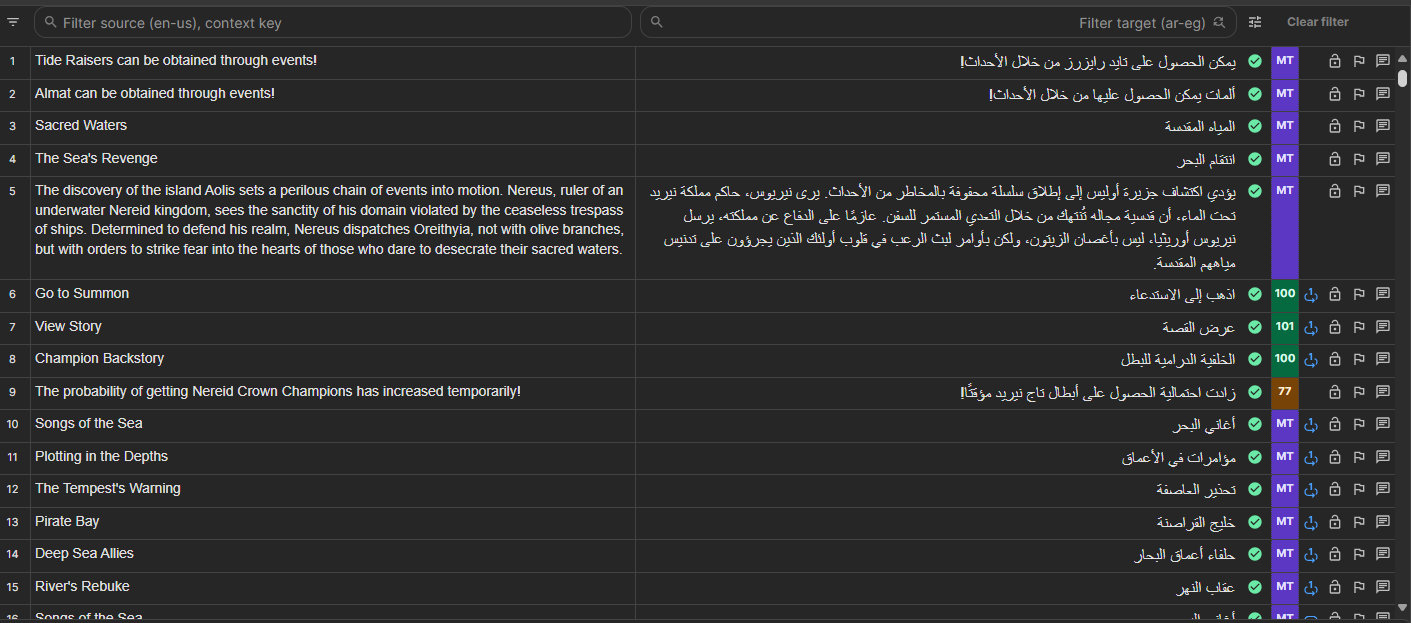 Filter source (en-us), context key
Filter target (ar-eg)
Clear filter
1 Tide Raisers can be obtained through events! يمكن الحصول على تايد رايزرز من خلال الأحداث! MT
2 Almat can be obtained through events! ألمات يمكن الحصول عليها من خلال الأحداث! MT
3 Sacred Waters المياه المقدسة MT
4 The Sea's Revenge انتقام البحر MT
5 The discovery of the island Aolis sets a perilous chain of events into motion. Nereus, ruler of an
underwater Nereid kingdom, sees the sanctity of his domain violated by the ceaseless trespass
of ships. Determined to defend his realm, Nereus dispatches Oreithyia, not with olive branches,
but with orders to strike fear into the hearts of those who dare to desecrate their sacred waters.
يؤدي اكتشاف جزيرة أوليس إلى إطلاق سلسلة محفوفة بالمخاطر من الأحداث. يرى نيريوس، حاكم مملكة نيريد
تحت الماء، أن قدسية مجاله تُنتهك من خلال التعدي المستمر للسفن. عازمًا على الدفاع عن مملكته، يرسل
نيريوس أوريثيا، ليس بأغصان الزيتون، ولكن بأوامر لبث الرعب في قلوب أولئك الذين يجرؤون على تدنيس
مياههم المقدسة.
MT
6 Go to Summon اذهب إلى الاستدعاء 100
7 View Story عرض القصة 101
8 Champion Backstory الخلفية الدرامية للبطل 100
9 The probability of getting Nereid Crown Champions has increased temporarily! زادت احتمالية الحصول على أبطال تاج نيريد مؤقتًا! 77
10 Songs of the Sea أغاني البحر MT
11 Plotting in the Depths مؤامرات في الأعماق MT
12 The Tempest's Warning تحذير العاصفة MT
13 Pirate Bay خليج القراصنة MT
14 Deep Sea Allies حلفاء أعماق البحار MT
15 River's Rebuke عقاب النهر MT
16 Songs of the Sea MT